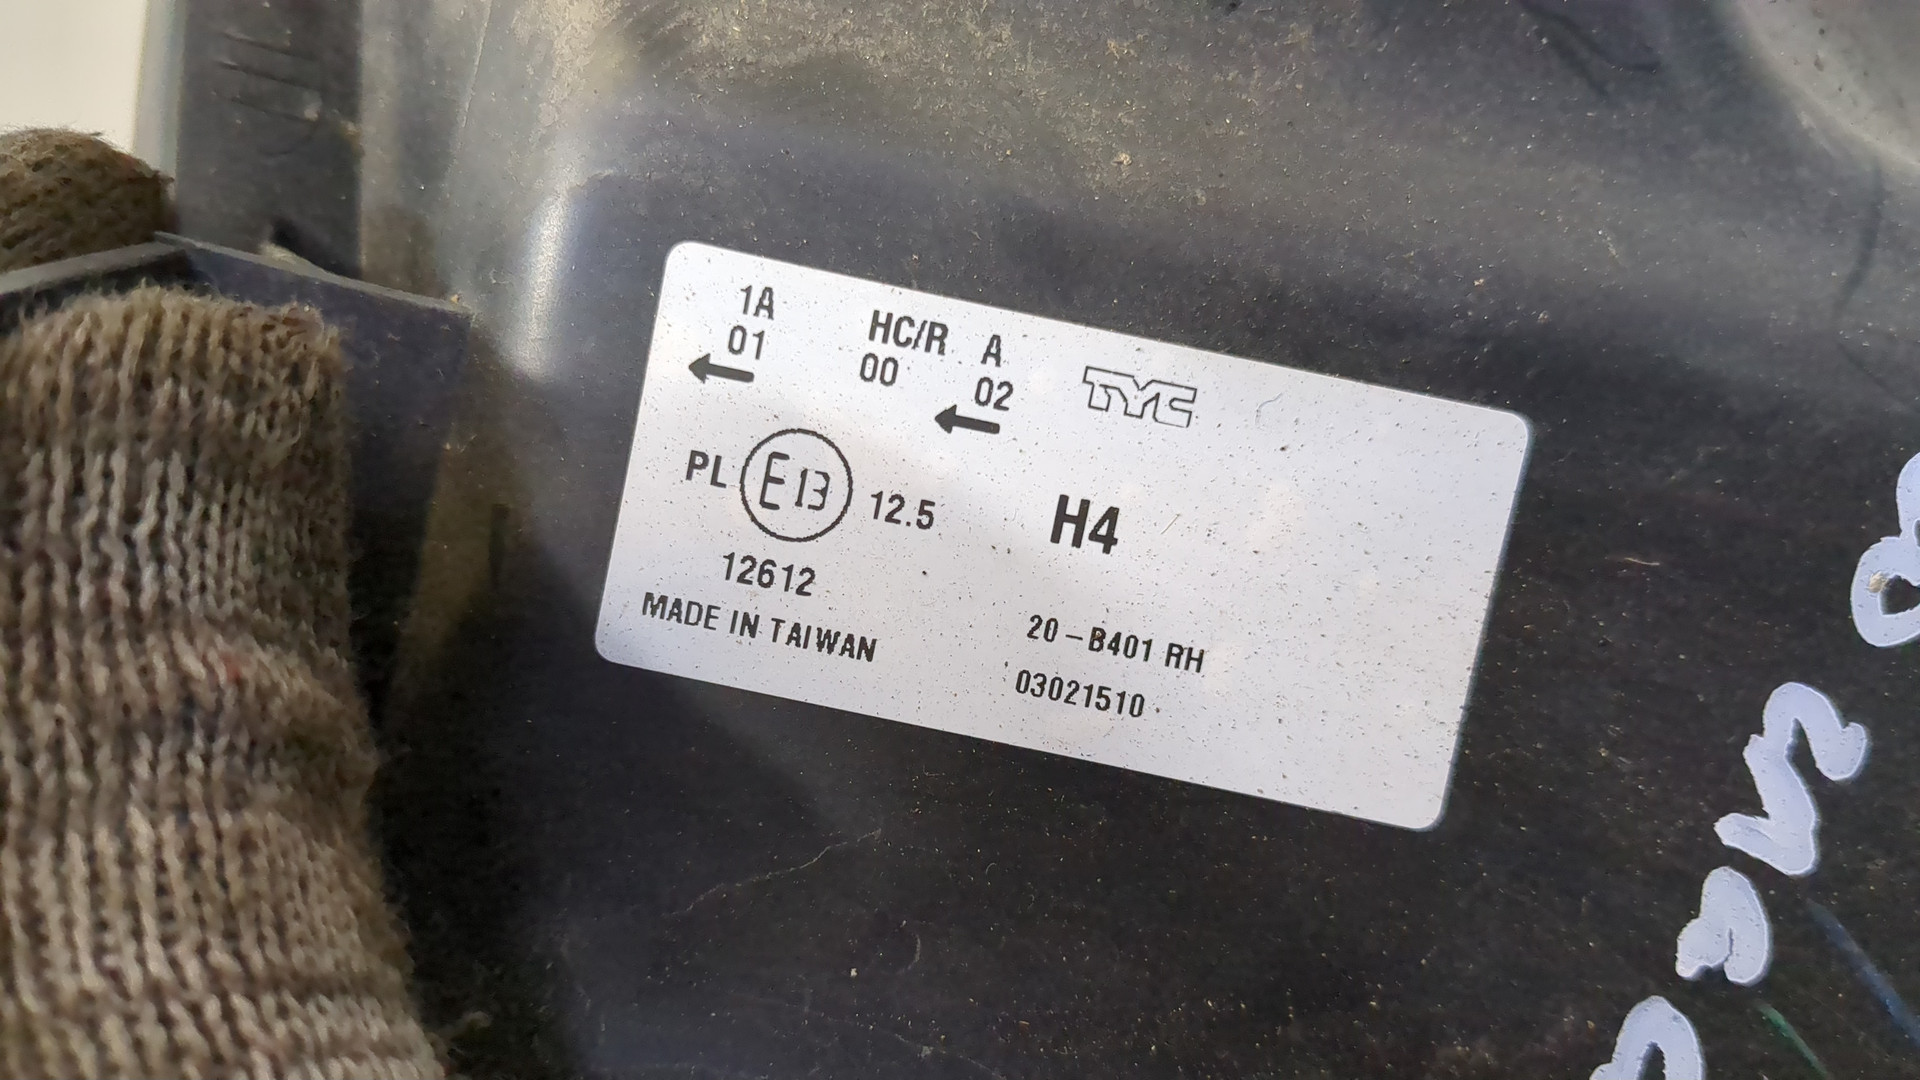 1A HC/R A TYC
01 00 02
PL E13 12.5 H4
12612
MADE IN TAIWAN
20-B401 RH
03021510